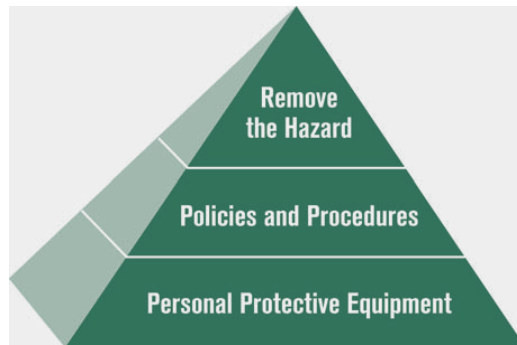 Remove
the Hazard
Policies and Procedures
Personal Protective Equipment